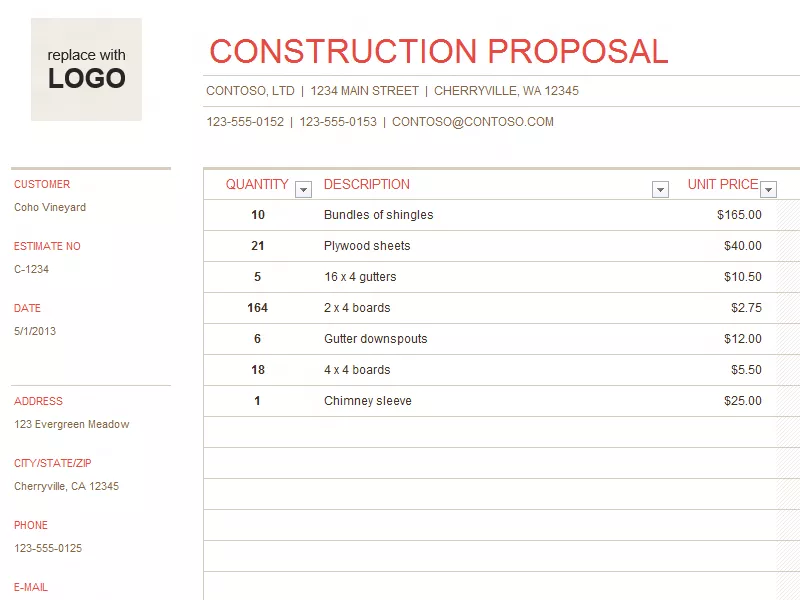 replace with
LOGO
CONSTRUCTION PROPOSAL
CONTOSO, LTD | 1234 MAIN STREET | CHERRYVILLE, WA 12345
123-555-0152 | 123-555-0153 | CONTOSO@CONTOSO.COM
CUSTOMER
Coho Vineyard
ESTIMATE NO
C-1234
DATE
5/1/2013
ADDRESS
123 Evergreen Meadow
CITY/STATE/ZIP
Cherryville, CA 12345
PHONE
123-555-0125
E-MAIL
QUANTITY DESCRIPTION UNIT PRICE
10 Bundles of shingles $165.00
21 Plywood sheets $40.00
5 16 x 4 gutters $10.50
164 2 x 4 boards $2.75
6 Gutter downspouts $12.00
18 4 x 4 boards $5.50
1 Chimney sleeve $25.00